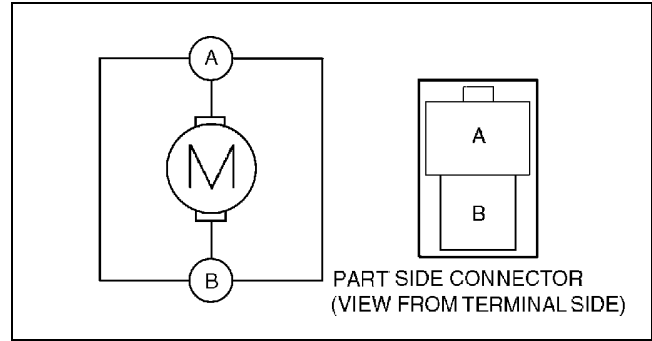 A
M
B
A
B
PART SIDE CONNECTOR
(VIEW FROM TERMINAL SIDE)